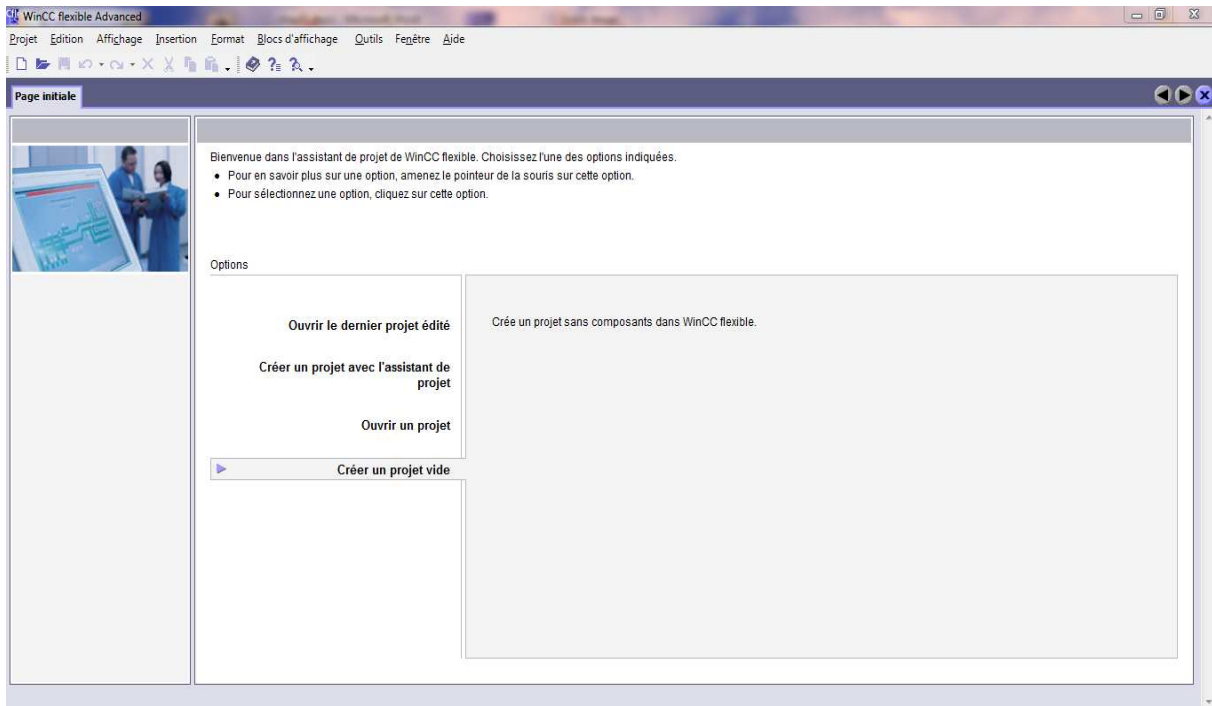 WinCC flexible Advanced
Projet Edition Affichage Insertion Format Blocs d'affichage Outils Fenêtre Aide
Page initiale
Bienvenue dans l'assistant de projet de WinCC flexible. Choisissez l'une des options indiquées.
• Pour en savoir plus sur une option, amenez le pointeur de la souris sur cette option.
• Pour sélectionnez une option, cliquez sur cette option.
Options
Ouvrir le dernier projet édité
Crée un projet sans composants dans WinCC flexible.
Créer un projet avec l'assistant de
projet
Ouvrir un projet
Créer un projet vide